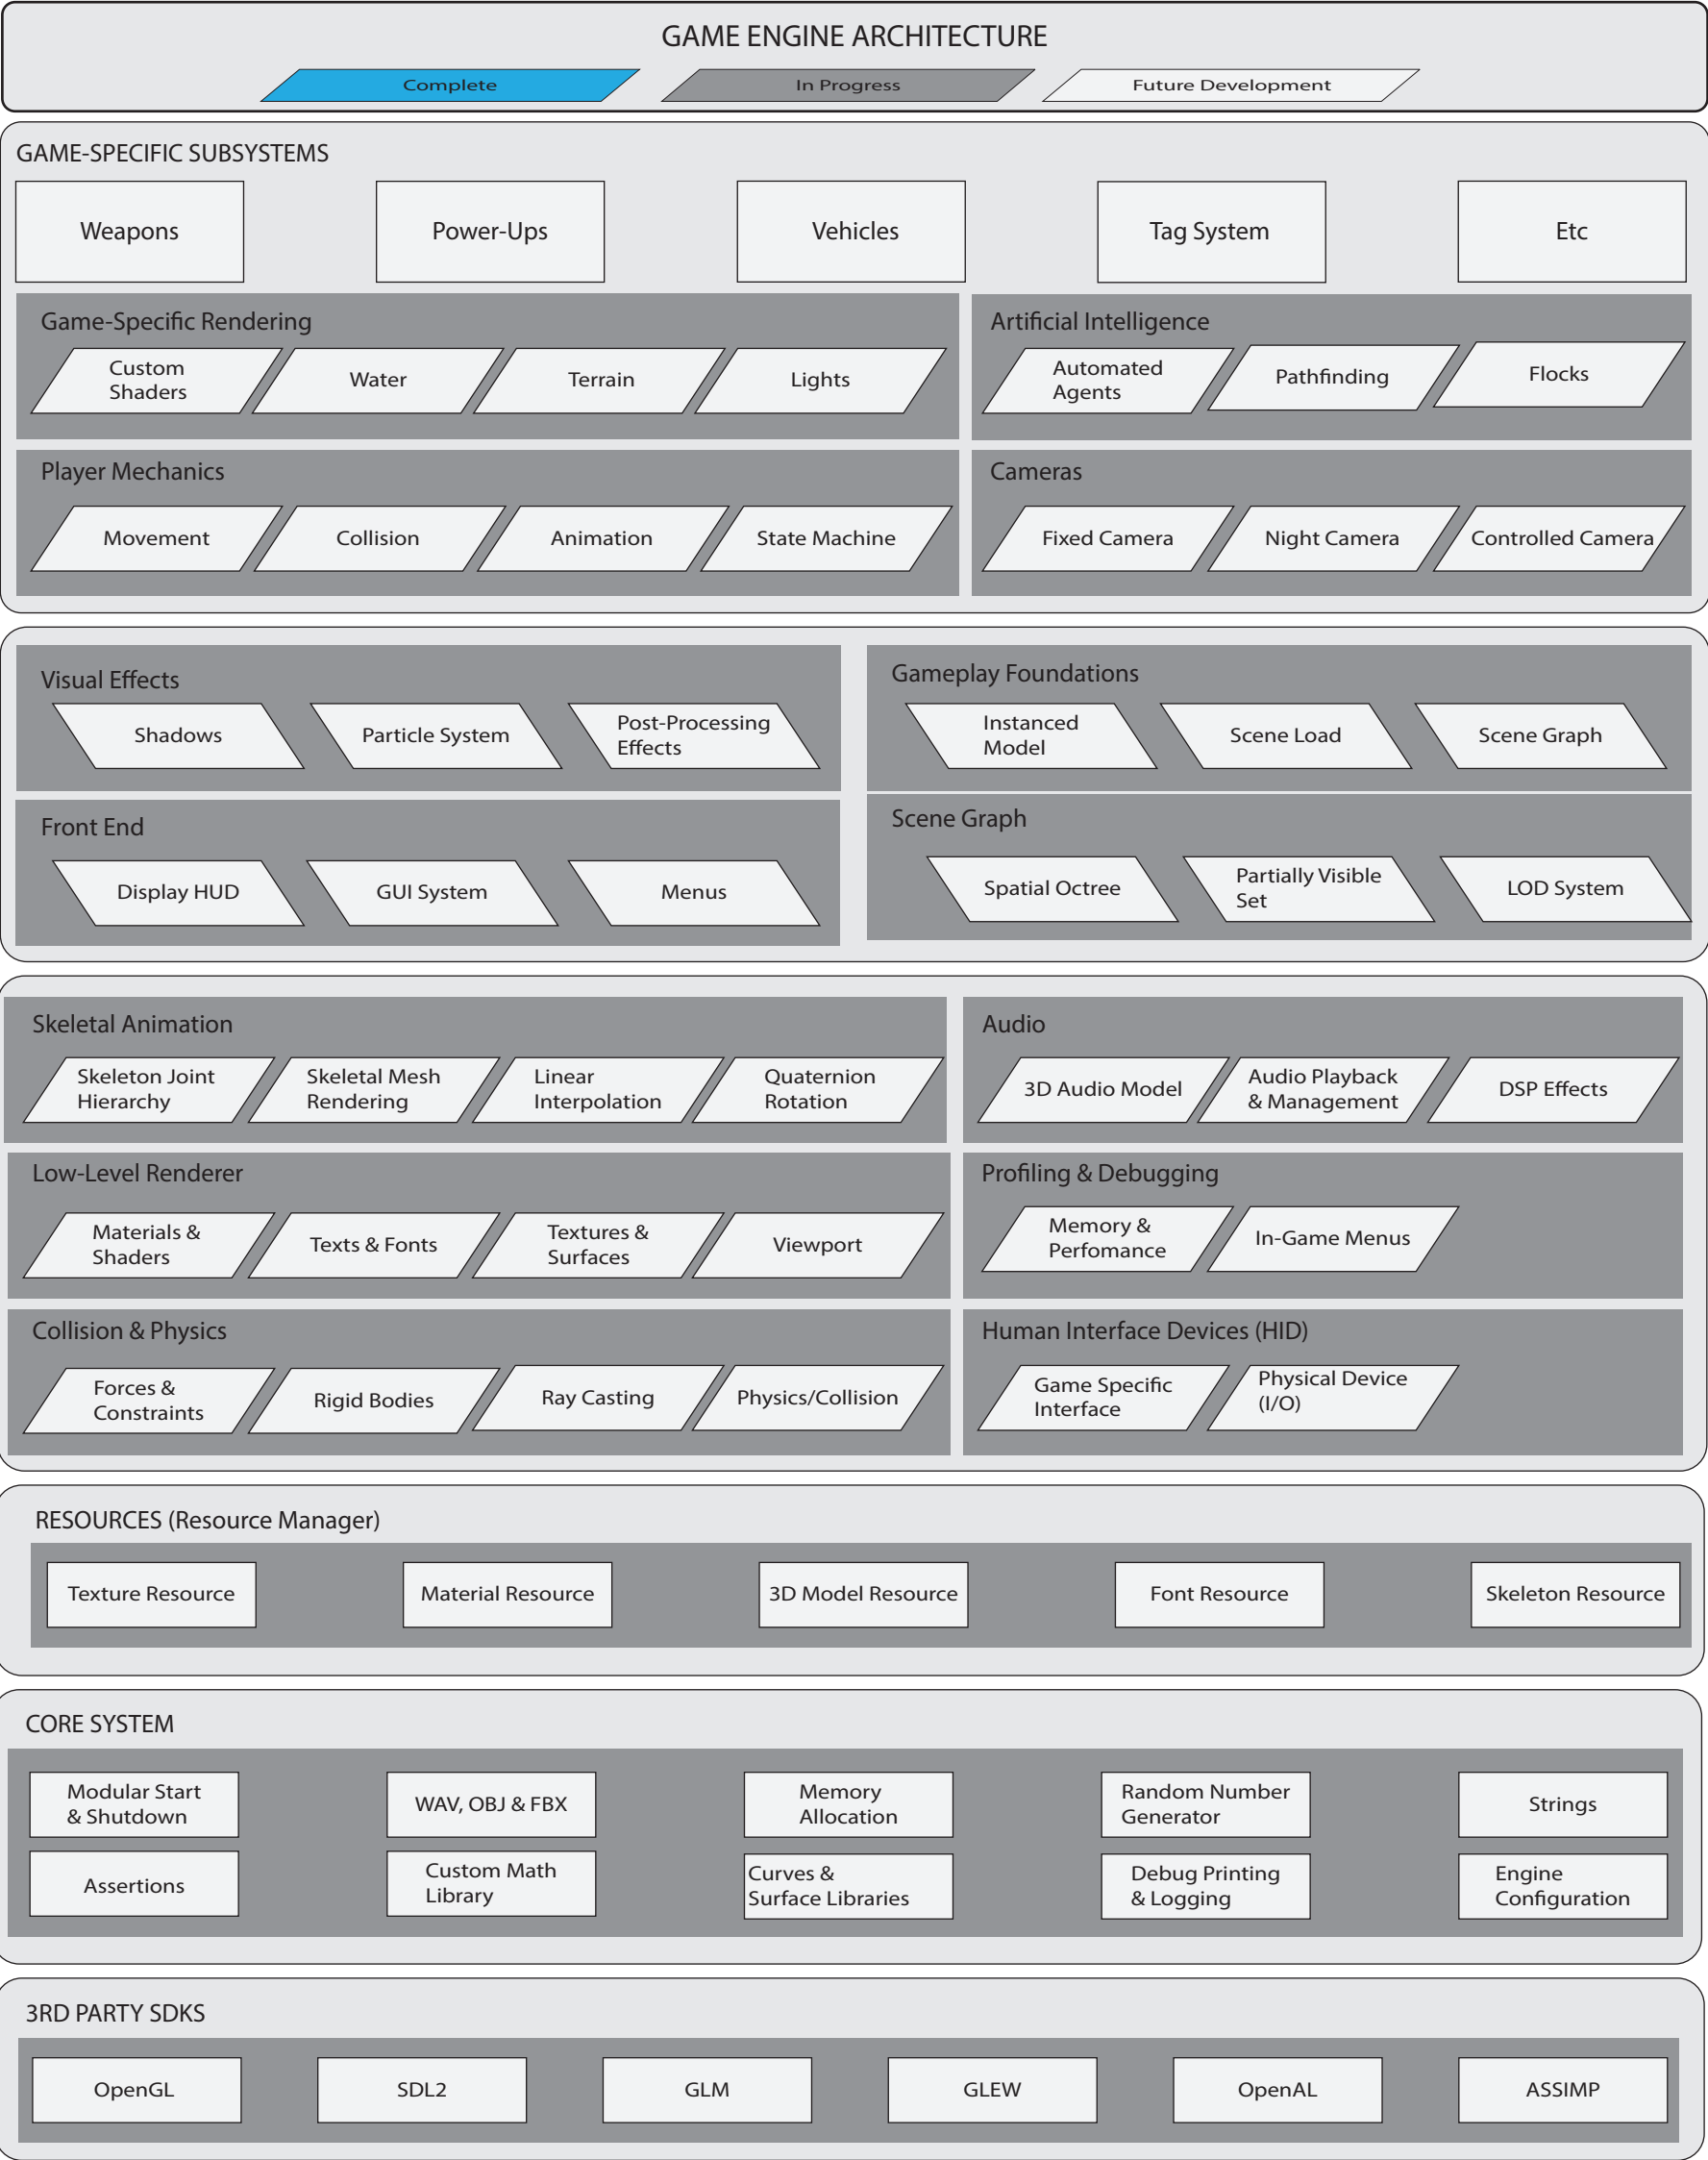 GAME ENGINE ARCHITECTURE
Complete
In Progress
Future Development
GAME-SPECIFIC SUBSYSTEMS
Weapons
Power-Ups
Vehicles
Tag System
Etc
Game-Specific Rendering
Custom
Shaders
Water
Terrain
Lights
Artificial Intelligence
Automated
Agents
Pathfinding
Flocks
Player Mechanics
Movement
Collision
Animation
State Machine
Cameras
Fixed Camera
Night Camera
Controlled Camera
Visual Effects
Shadows
Particle System
Post-Processing
Effects
Gameplay Foundations
Instanced
Model
Scene Load
Scene Graph
Front End
Display HUD
GUI System
Menus
Scene Graph
Spatial Octree
Partially Visible
Set
LOD System
Skeletal Animation
Skeleton Joint
Hierarchy
Skeletal Mesh
Rendering
Linear
Interpolation
Quaternion
Rotation
Audio
3D Audio Model
Audio Playback
& Management
DSP Effects
Low-Level Renderer
Materials &
Shaders
Texts & Fonts
Textures &
Surfaces
Viewport
Profiling & Debugging
Memory &
Perfomance
In-Game Menus
Collision & Physics
Forces &
Constraints
Rigid Bodies
Ray Casting
Physics/Collision
Human Interface Devices (HID)
Game Specific
Interface
Physical Device
(I/O)
RESOURCES (Resource Manager)
Texture Resource
Material Resource
3D Model Resource
Font Resource
Skeleton Resource
CORE SYSTEM
Modular Start
& Shutdown
WAV, OBJ & FBX
Memory
Allocation
Random Number
Generator
Strings
Assertions
Custom Math
Library
Curves &
Surface Libraries
Debug Printing
& Logging
Engine
Configuration
3RD PARTY SDKS
OpenGL
SDL2
GLM
GLEW
OpenAL
ASSIMP